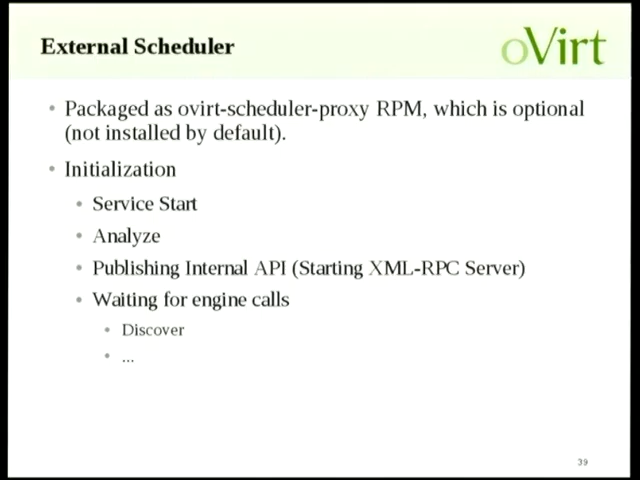 External Scheduler
oVirt
• Packaged as ovirt-scheduler-proxy RPM, which is optional
(not installed by default).
• Initialization
• Service Start
• Analyze
• Publishing Internal API (Starting XML-RPC Server)
• Waiting for engine calls
• Discover
• ...
39